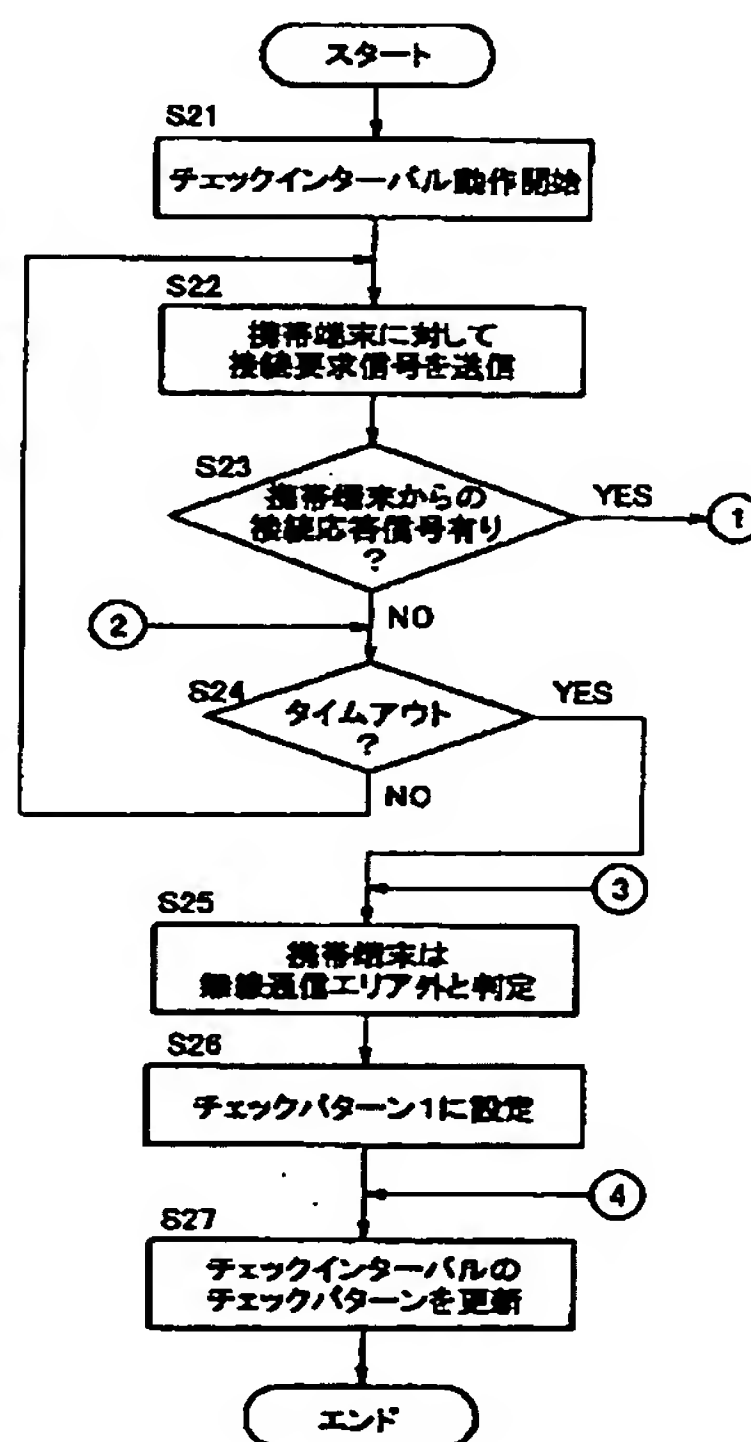 スタート
S21
チェックインターバル動作開始
S22
携帯端末に対して
接続要求信号を送信
S23
携帯端末からの
接続応答信号有り
?
YES
1
2
NO
S24
タイムアウト
?
YES
NO
3
S25
携帯端末は
無線通信エリア外と判定
S26
チェックパターン1に設定
4
S27
チェックインターバルの
チェックパターンを更新
エンド